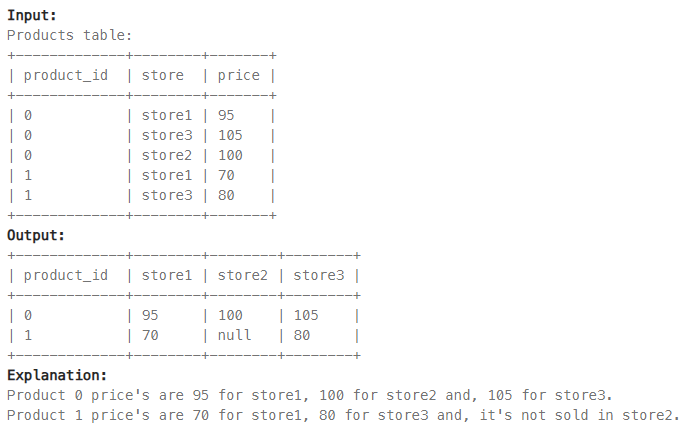 Input:
Products table:
+-------------+--------+-------+
| product_id  | store  | price |
+-------------+--------+-------+
| 0           | store1 | 95    |
| 0           | store3 | 105   |
| 0           | store2 | 100   |
| 1           | store1 | 70    |
| 1           | store3 | 80    |
+-------------+--------+-------+
Output:
+-------------+--------+--------+--------+
| product_id  | store1 | store2 | store3 |
+-------------+--------+--------+--------+
| 0           | 95     | 100    | 105    |
| 1           | 70     | null   | 80     |
+-------------+--------+--------+--------+
Explanation:
Product 0 price's are 95 for store1, 100 for store2 and, 105 for store3.
Product 1 price's are 70 for store1, 80 for store3 and, it's not sold in store2.